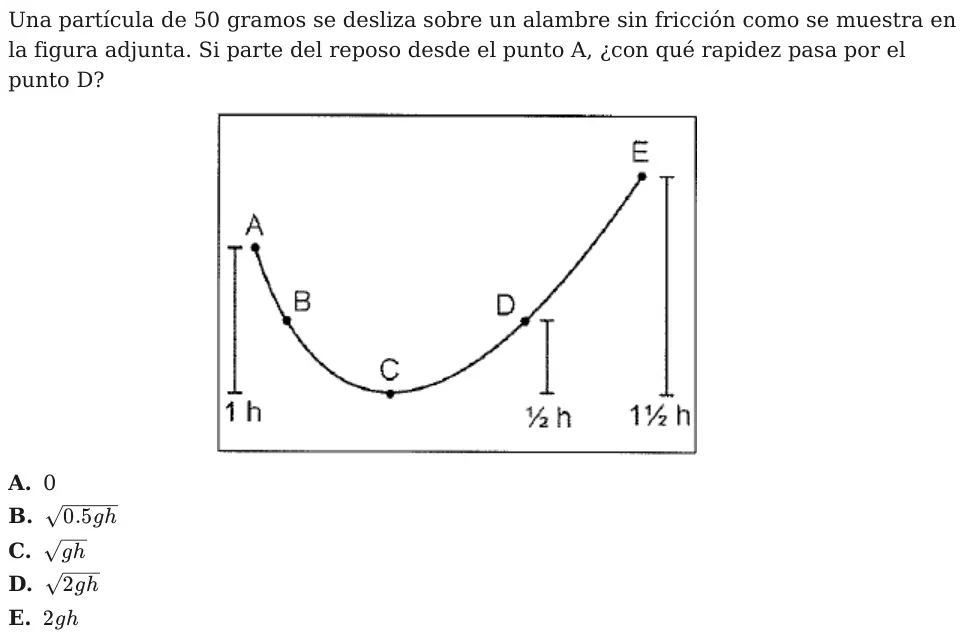 Una partícula de 50 gramos se desliza sobre un alambre sin fricción como se muestra en
la figura adjunta. Si parte del reposo desde el punto A, ¿con qué rapidez pasa por el
punto D?
E
A
B
D
C
1 h
½ h
1½ h
A. 0
B. √0.5gh
C. √gh
D. √2gh
E. 2gh